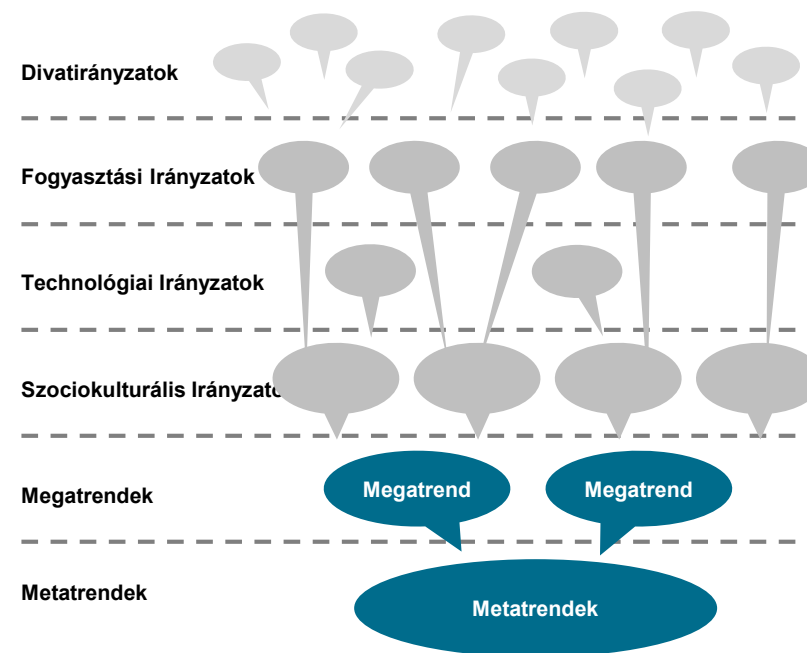 Divatirányzatok
Fogyasztási Irányzatok
Technológiai Irányzatok
Szociokulturális Irányzato
Megatrendek
Megatrend
Megatrend
Metatrendek
Metatrendek